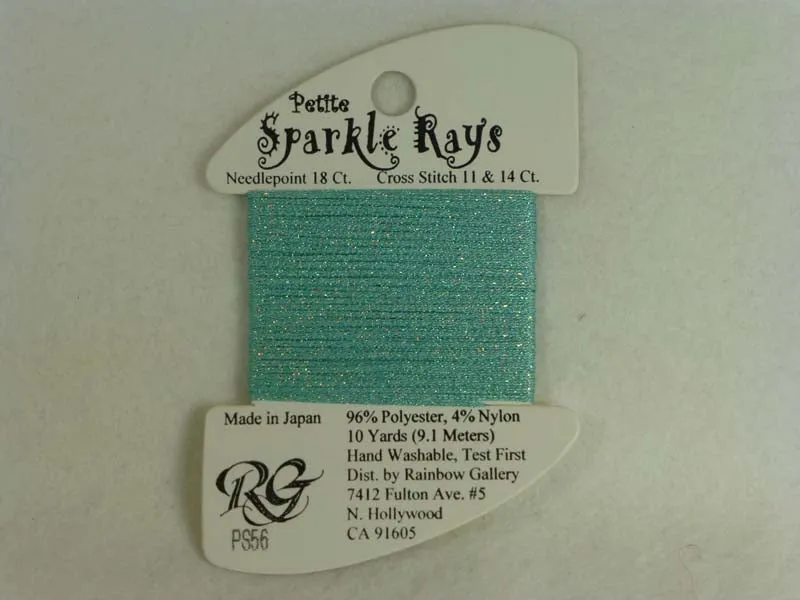 Petite
Sparkle Rays
Needlepoint 18 Ct. Cross Stitch 11 & 14 Ct.
Made in Japan
96% Polyester, 4% Nylon
10 Yards (9.1 Meters)
Hand Washable, Test First
Dist. by Rainbow Gallery
7412 Fulton Ave. #5
N. Hollywood
CA 91605
RG
PS56